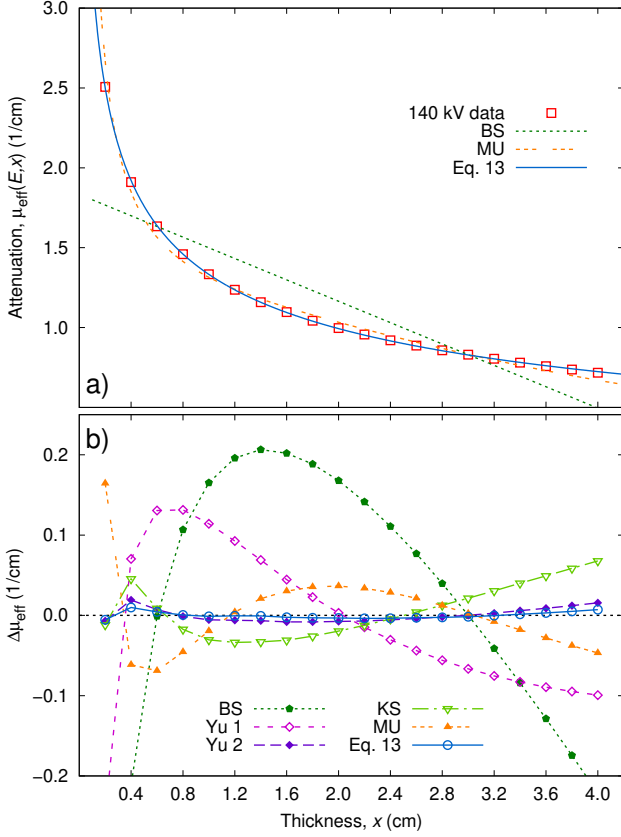 3.0
2.5
2.0
1.5
1.0
Attenuation, μeff(E,x) (1/cm)
140 kV data
BS
MU
Eq. 13
a)
b)
0.2
0.1
0.0
−0.1
−0.2
Δμeff (1/cm)
BS
Yu 1
Yu 2
KS
MU
Eq. 13
0.4 0.8 1.2 1.6 2.0 2.4 2.8 3.2 3.6 4.0
Thickness, x (cm)